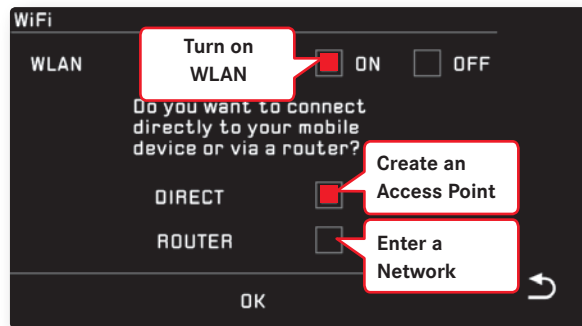 WiFi
Turn on
WLAN
WLAN
ON
OFF
Do you want to connect
directly to your mobile
device or via a router?
Create an
Access Point
DIRECT
ROUTER
Enter a
Network
OK